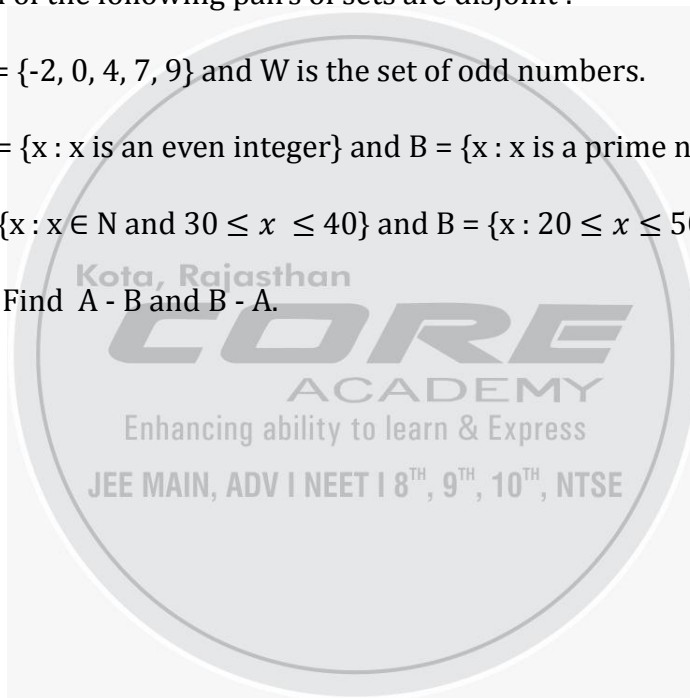 of the following pairs of sets are disjoint ?
= {-2, 0, 4, 7, 9} and W is the set of odd numbers.
= {x : x is an even integer} and B = {x : x is a prime n
{x : x ∈ N and 30 ≤ x ≤ 40} and B = {x : 20 ≤ x ≤ 50
Find A - B and B - A.
Kota, Rajasthan
CORE
ACADEMY
Enhancing ability to learn & Express
JEE MAIN, ADV I NEET I 8TH, 9TH, 10TH, NTSE